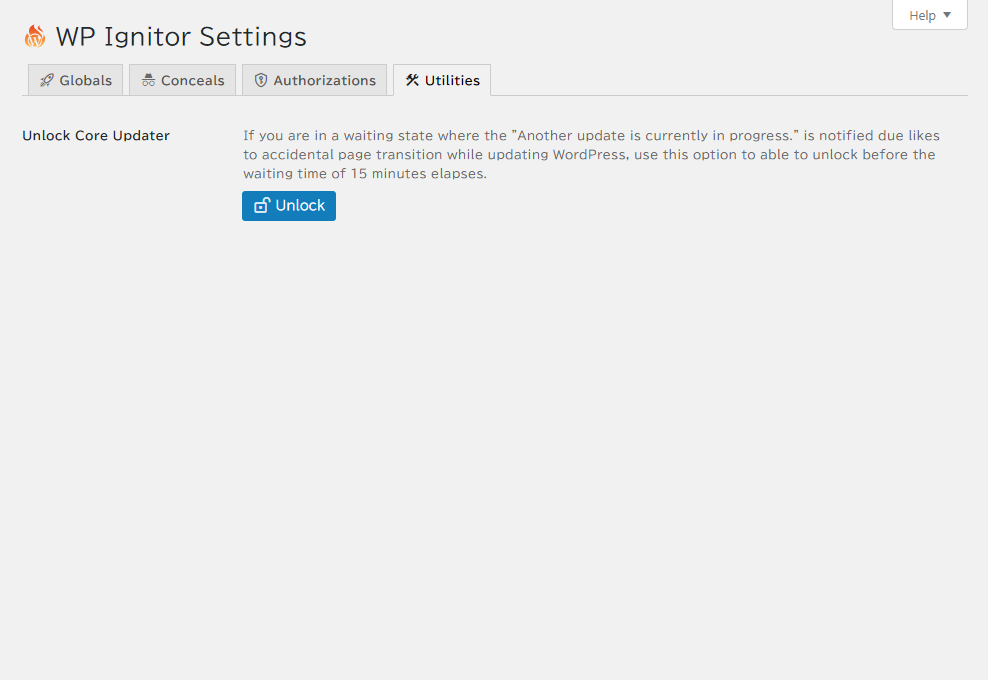 Help
WP Ignitor Settings
Globals Conceals Authorizations Utilities
Unlock Core Updater
If you are in a waiting state where the "Another update is currently in progress." is notified due likes
to accidental page transition while updating WordPress, use this option to able to unlock before the
waiting time of 15 minutes elapses.
Unlock